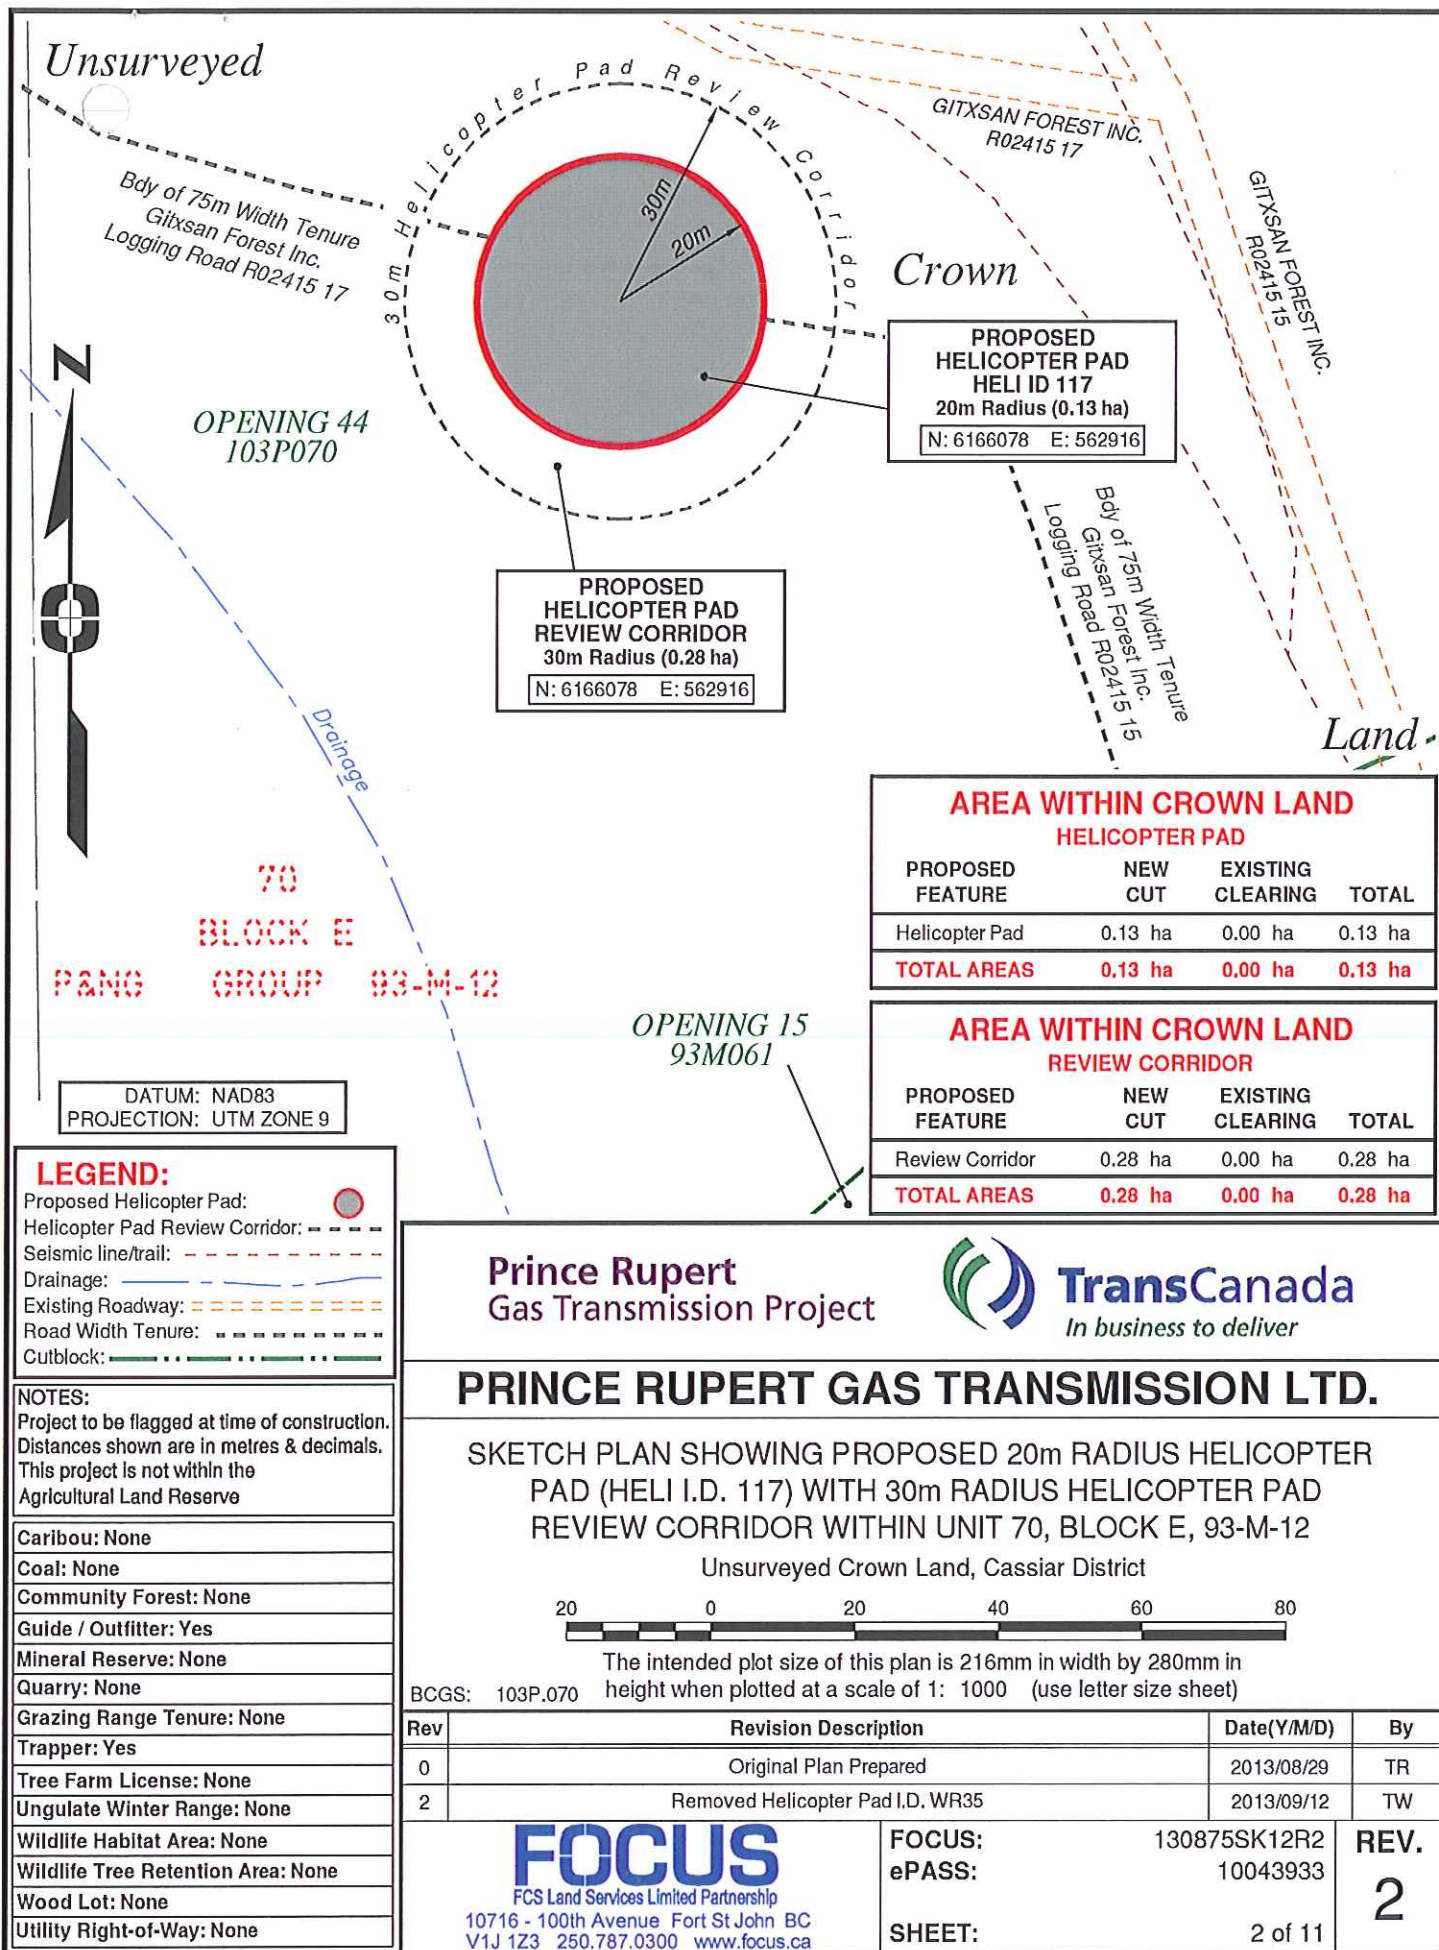 Unsurveyed
30m Helicopter Pad Review Corridor
30m
20m
GITXSAN FOREST INC.
R02415 17
GITXSAN FOREST INC.
R02415 15
Bdy of 75m Width Tenure
Gitxsan Forest Inc.
Logging Road R02415 17
Crown
PROPOSED
HELICOPTER PAD
HELI ID 117
20m Radius (0.13 ha)
N: 6166078 E: 562916
N
OPENING 44
103P070
Bdy of 75m Width Tenure
Gitxsan Forest Inc.
Logging Road R02415 15
PROPOSED
HELICOPTER PAD
REVIEW CORRIDOR
30m Radius (0.28 ha)
N: 6166078 E: 562916
Drainage
Land
AREA WITHIN CROWN LAND
HELICOPTER PAD
PROPOSED NEW EXISTING
FEATURE CUT CLEARING TOTAL
Helicopter Pad 0.13 ha 0.00 ha 0.13 ha
TOTAL AREAS 0.13 ha 0.00 ha 0.13 ha
70
BLOCK E
PANG GROUP 93-M-12
OPENING 15
93M061
AREA WITHIN CROWN LAND
REVIEW CORRIDOR
PROPOSED NEW EXISTING
FEATURE CUT CLEARING TOTAL
Review Corridor 0.28 ha 0.00 ha 0.28 ha
TOTAL AREAS 0.28 ha 0.00 ha 0.28 ha
DATUM: NAD83
PROJECTION: UTM ZONE 9
LEGEND:
Proposed Helicopter Pad:
Helicopter Pad Review Corridor:
Seismic line/trail:
Drainage:
Existing Roadway:
Road Width Tenure:
Cutblock:
NOTES:
Project to be flagged at time of construction.
Distances shown are in metres & decimals.
This project is not within the
Agricultural Land Reserve
Caribou: None
Coal: None
Community Forest: None
Guide / Outfitter: Yes
Mineral Reserve: None
Quarry: None
Grazing Range Tenure: None
Trapper: Yes
Tree Farm License: None
Ungulate Winter Range: None
Wildlife Habitat Area: None
Wildlife Tree Retention Area: None
Wood Lot: None
Utility Right-of-Way: None
Prince Rupert
Gas Transmission Project
TransCanada
In business to deliver
PRINCE RUPERT GAS TRANSMISSION LTD.
SKETCH PLAN SHOWING PROPOSED 20m RADIUS HELICOPTER
PAD (HELI I.D. 117) WITH 30m RADIUS HELICOPTER PAD
REVIEW CORRIDOR WITHIN UNIT 70, BLOCK E, 93-M-12
Unsurveyed Crown Land, Cassiar District
20 0 20 40 60 80
The intended plot size of this plan is 216mm in width by 280mm in
BCGS: 103P.070 height when plotted at a scale of 1: 1000 (use letter size sheet)
Rev Revision Description Date(Y/M/D) By
0 Original Plan Prepared 2013/08/29 TR
2 Removed Helicopter Pad I.D. WR35 2013/09/12 TW
FOCUS
FCS Land Services Limited Partnership
10716 - 100th Avenue Fort St John BC
V1J 1Z3 250.787.0300 www.focus.ca
FOCUS: 130875SK12R2
ePASS: 10043933
SHEET: 2 of 11
REV.
2